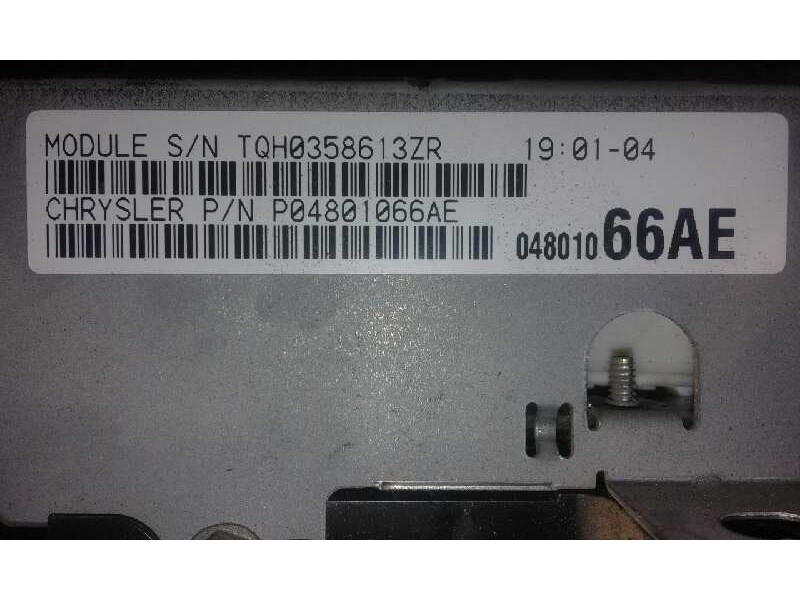 MODULE S/N TQH0358613ZR 19:01-04
CHRYSLER P/N P04801066AE
04801066AE